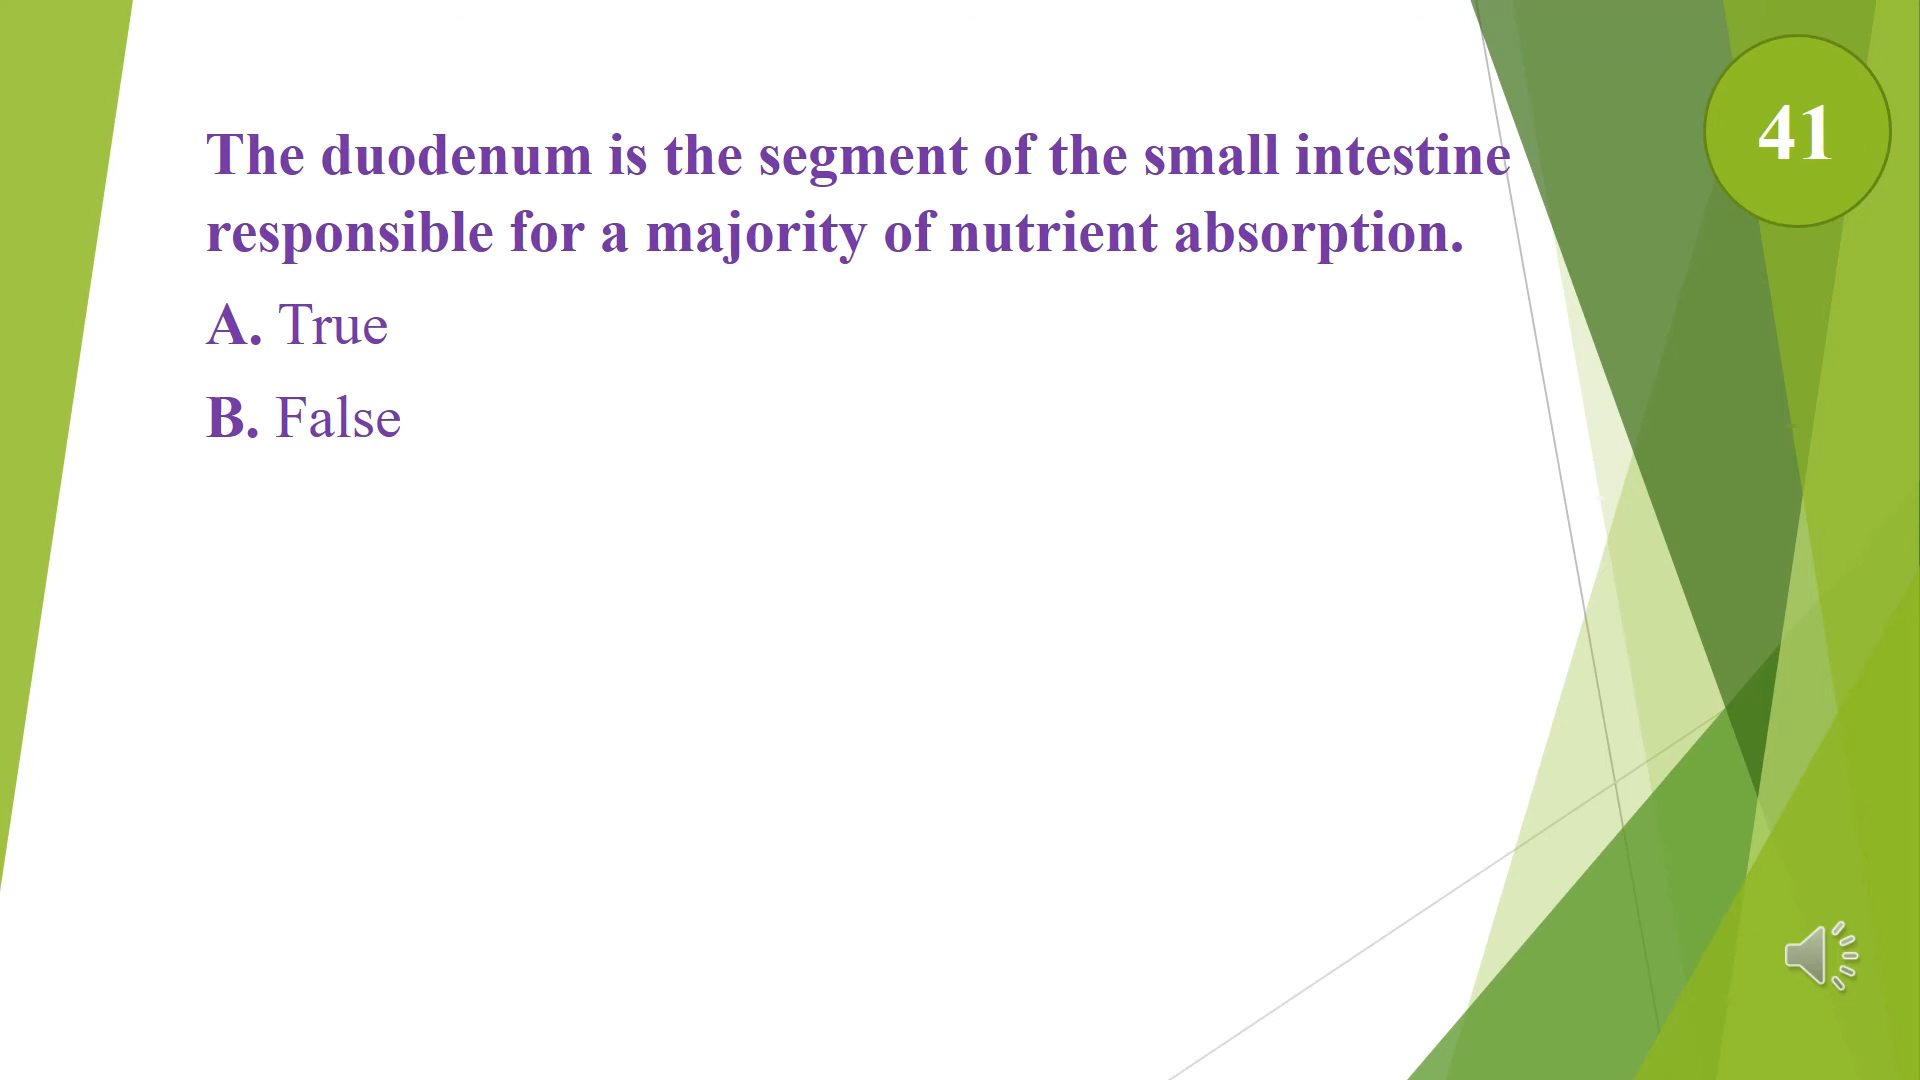 41
The duodenum is the segment of the small intestine
responsible for a majority of nutrient absorption.
A. True
B. False